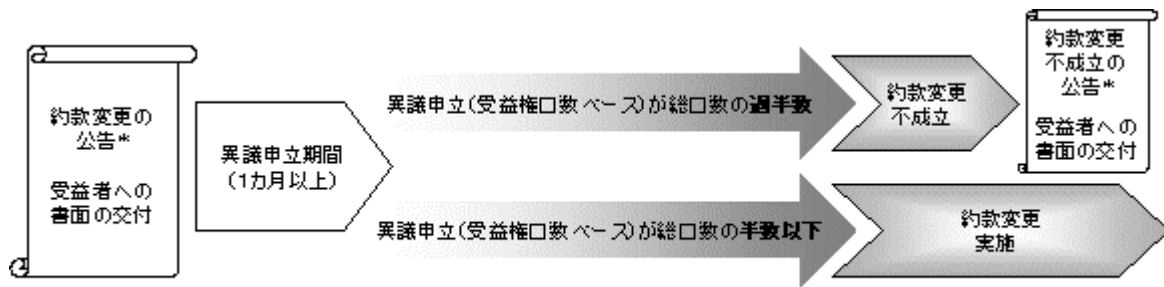 約款変更の
公告*
受益者への
書面の交付
異議申立期間
（1カ月以上）
異議申立(受益権口数ベース)が総口数の過半数
約款変更
不成立
約款変更
不成立の
公告*
受益者への
書面の交付
異議申立(受益権口数ベース)が総口数の半数以下
約款変更
実施